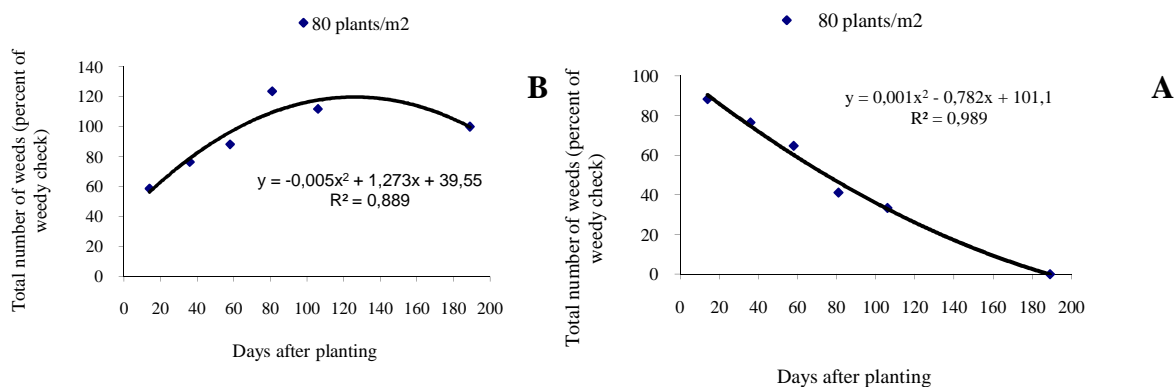 80 plants/m2
B
Total number of weeds (percent of
weedy check)
140
120
100
80
60
40
20
0
y = -0,005x² + 1,273x + 39,55
R² = 0,889
0 20 40 60 80 100 120 140 160 180 200
Days after planting
80 plants/m2
A
Total number of weeds (percent of
weedy check)
100
80
60
40
20
0
y = 0,001x² - 0,782x + 101,1
R² = 0,989
0 20 40 60 80 100 120 140 160 180 200
Days after planting